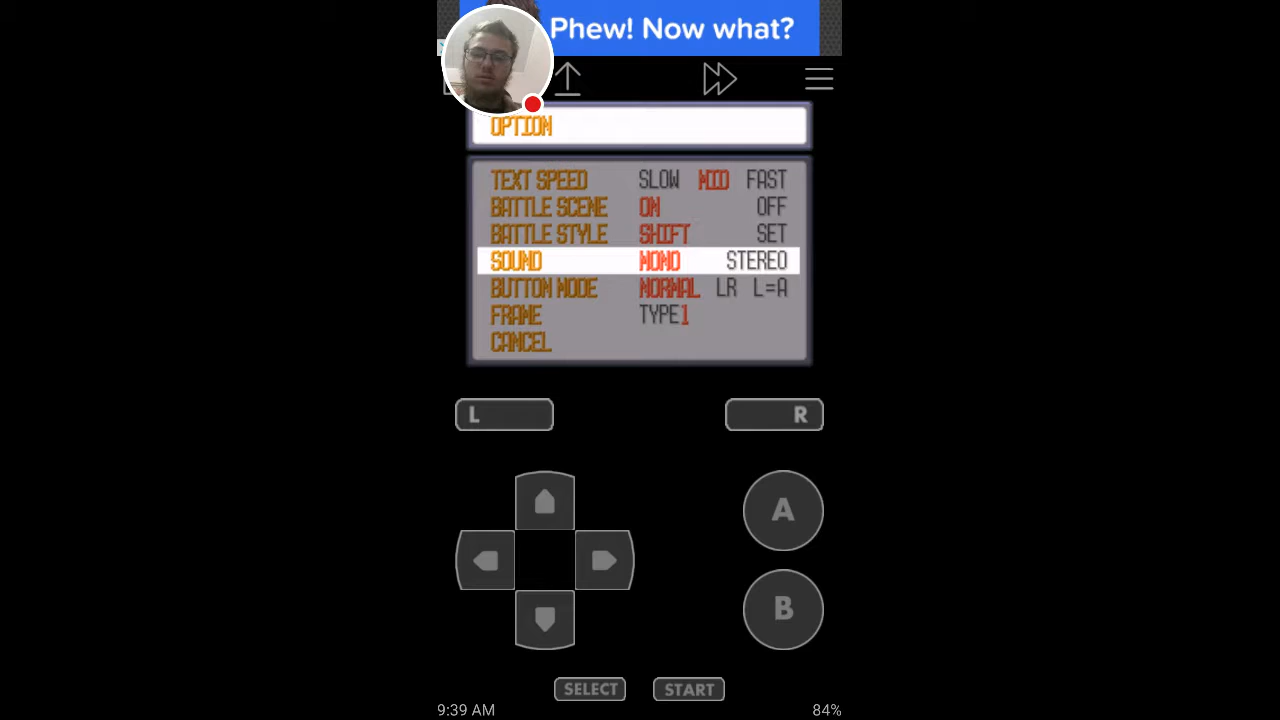 Phew! Now what?
OPTION
TEXT SPEED SLOW MID FAST
BATTLE SCENE ON OFF
BATTLE STYLE SHIFT SET
SOUND MONO STEREO
BUTTON MODE NORMAL LR L=A
FRAME TYPE1
CANCEL
L R
A
B
SELECT START
9:39 AM 84%